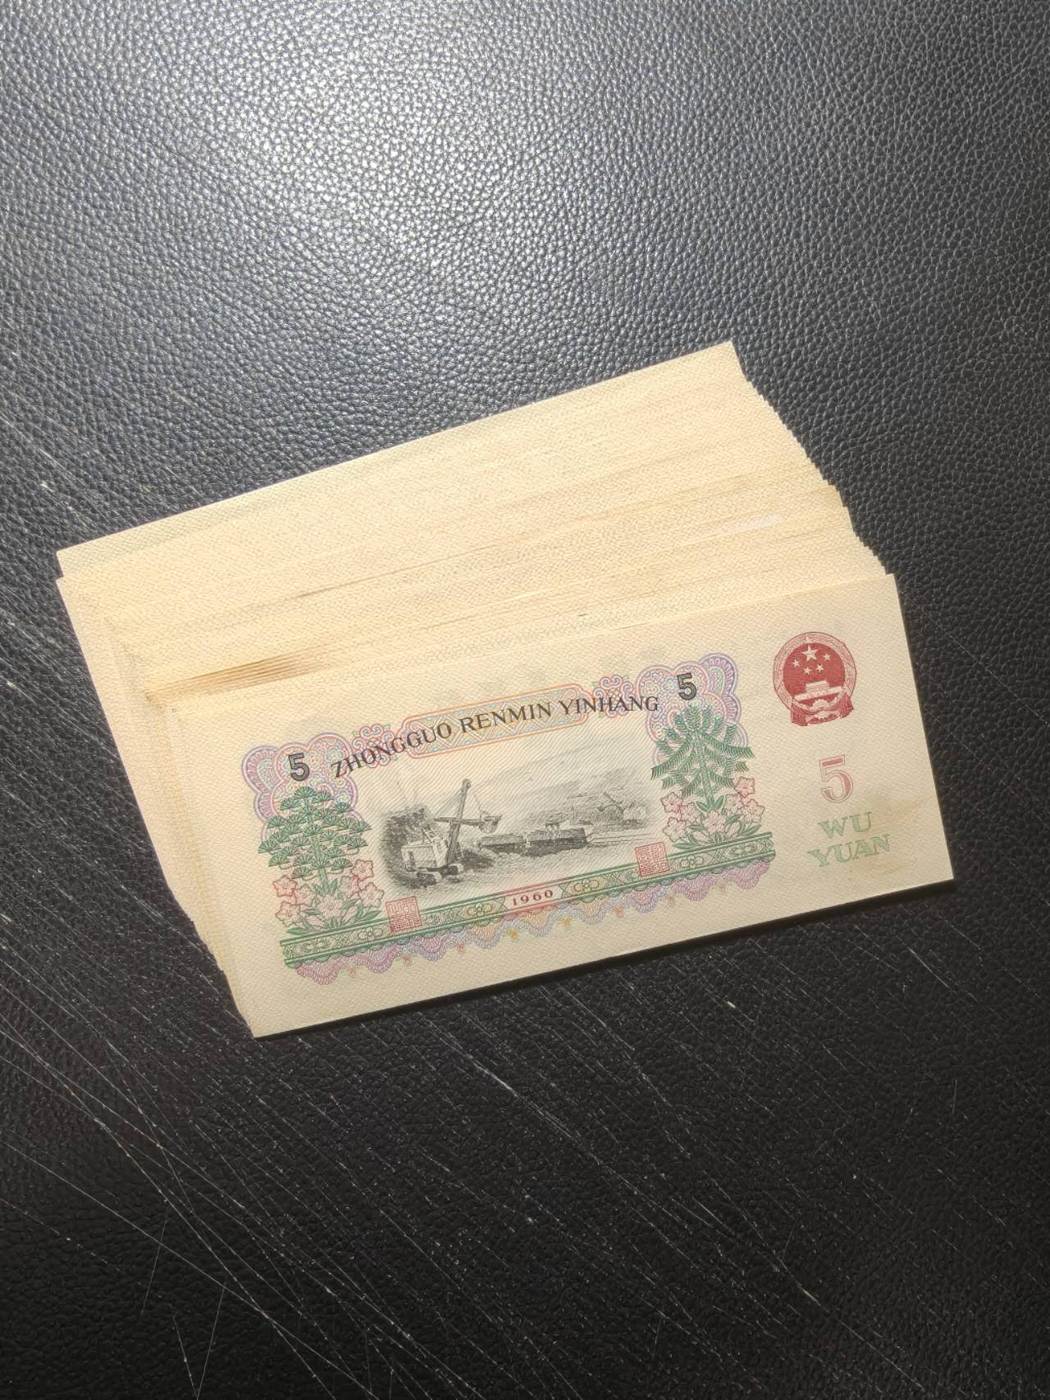 5 ZHONGGUO RENMIN YINHANG 5
1960
5
WU
YUAN